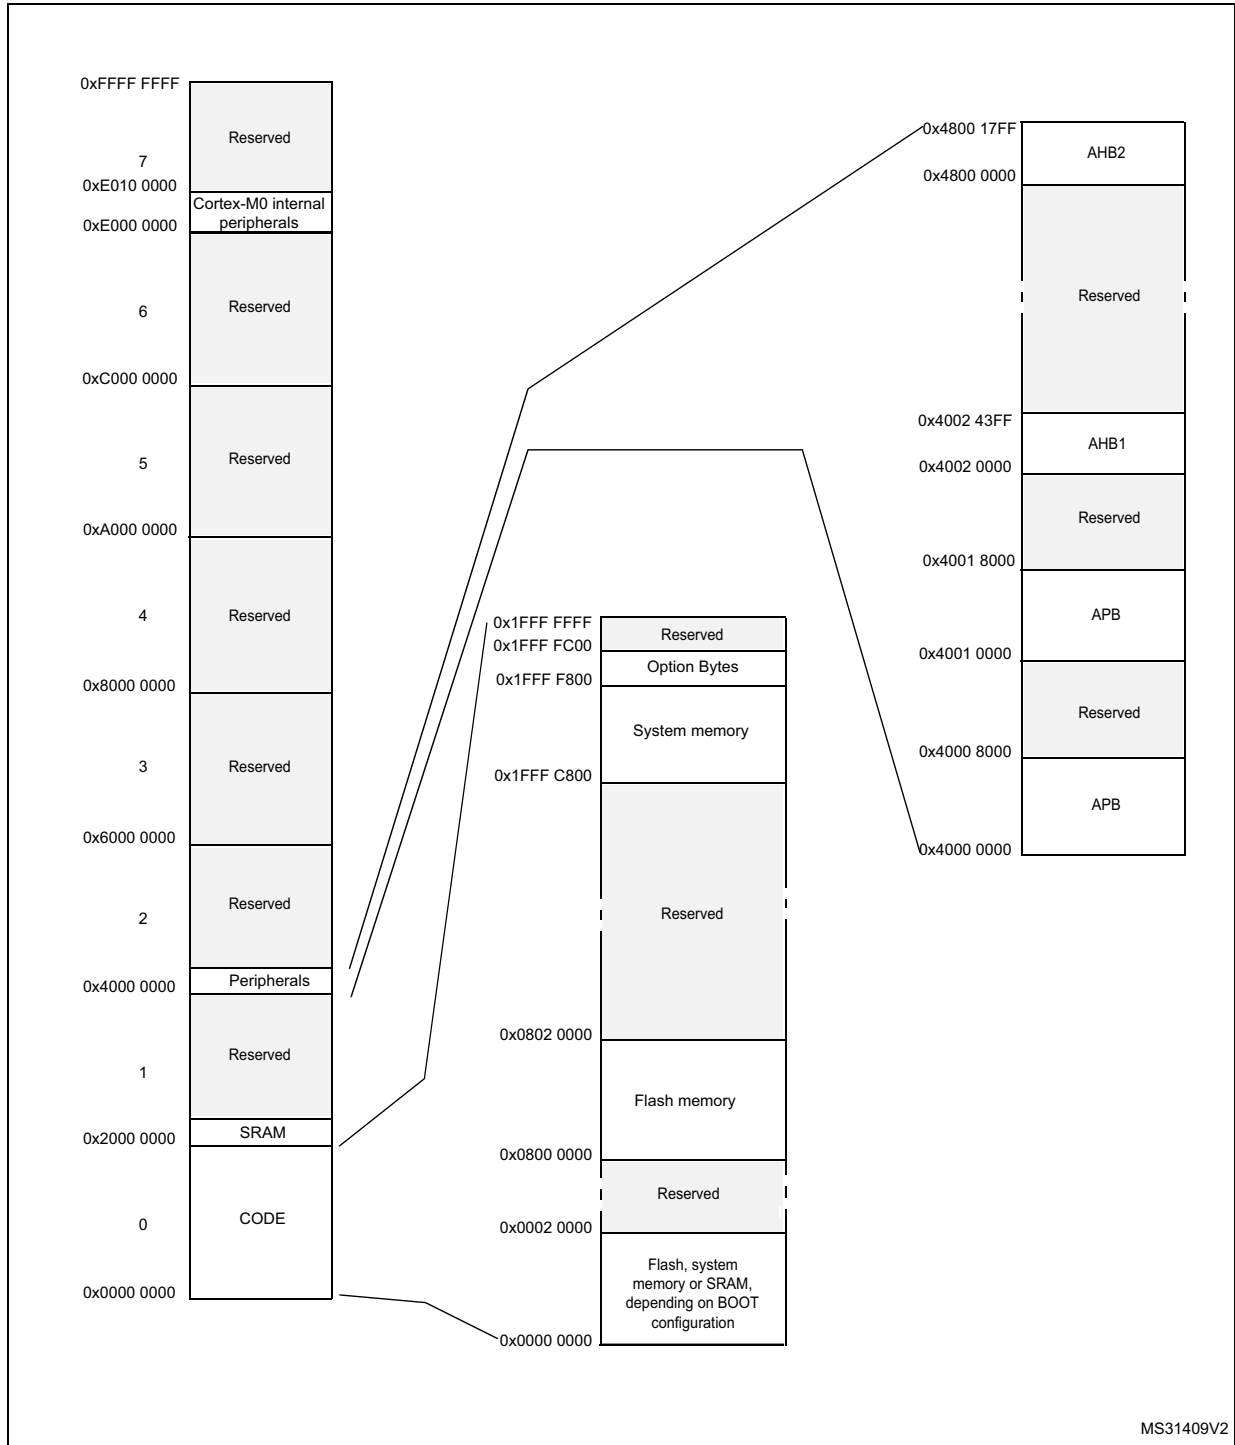 0xFFFF FFFF
Reserved
7
0xE010 0000
Cortex-M0 internal
peripherals
0xE000 0000
Reserved
6
0xC000 0000
Reserved
5
0xA000 0000
Reserved
4
0x8000 0000
Reserved
3
0x6000 0000
Reserved
2
Peripherals
0x4000 0000
Reserved
1
SRAM
0x2000 0000
CODE
0
0x0000 0000
0x1FFF FFFF
Reserved
0x1FFF FC00
Option Bytes
0x1FFF F800
System memory
0x1FFF C800
Reserved
0x0802 0000
Flash memory
0x0800 0000
Reserved
0x0002 0000
Flash, system
memory or SRAM,
depending on BOOT
configuration
0x0000 0000
0x4800 17FF
AHB2
0x4800 0000
Reserved
0x4002 43FF
AHB1
0x4002 0000
Reserved
0x4001 8000
APB
0x4001 0000
Reserved
0x4000 8000
APB
0x4000 0000
MS31409V2